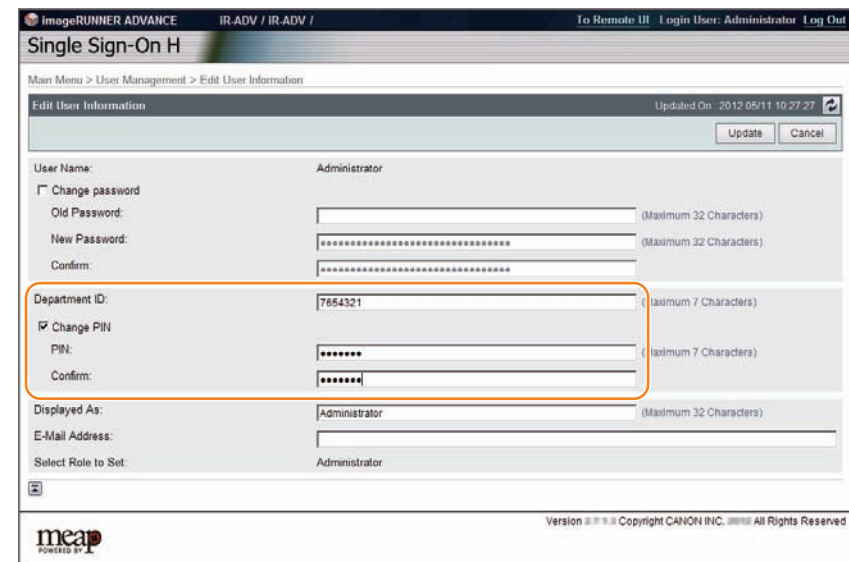 imageRUNNER ADVANCE IR-ADV / IR-ADV / To Remote UI Login User: Administrator Log Out
Single Sign-On H
Main Menu > User Management > Edit User Information
Edit User Information Updated On : 2012 05/11 10:27:27
Update Cancel
User Name: Administrator
Change password
Old Password: (Maximum 32 Characters)
New Password: •••••••••••••••••••••••••••••••• (Maximum 32 Characters)
Confirm: ••••••••••••••••••••••••••••••••
Department ID: 7654321 (Maximum 7 Characters)
Change PIN
PIN: ••••••• (Maximum 7 Characters)
Confirm: •••••••
Displayed As: Administrator (Maximum 32 Characters)
E-Mail Address:
Select Role to Set: Administrator
Version Copyright CANON INC. All Rights Reserved
meap
POWERED BY